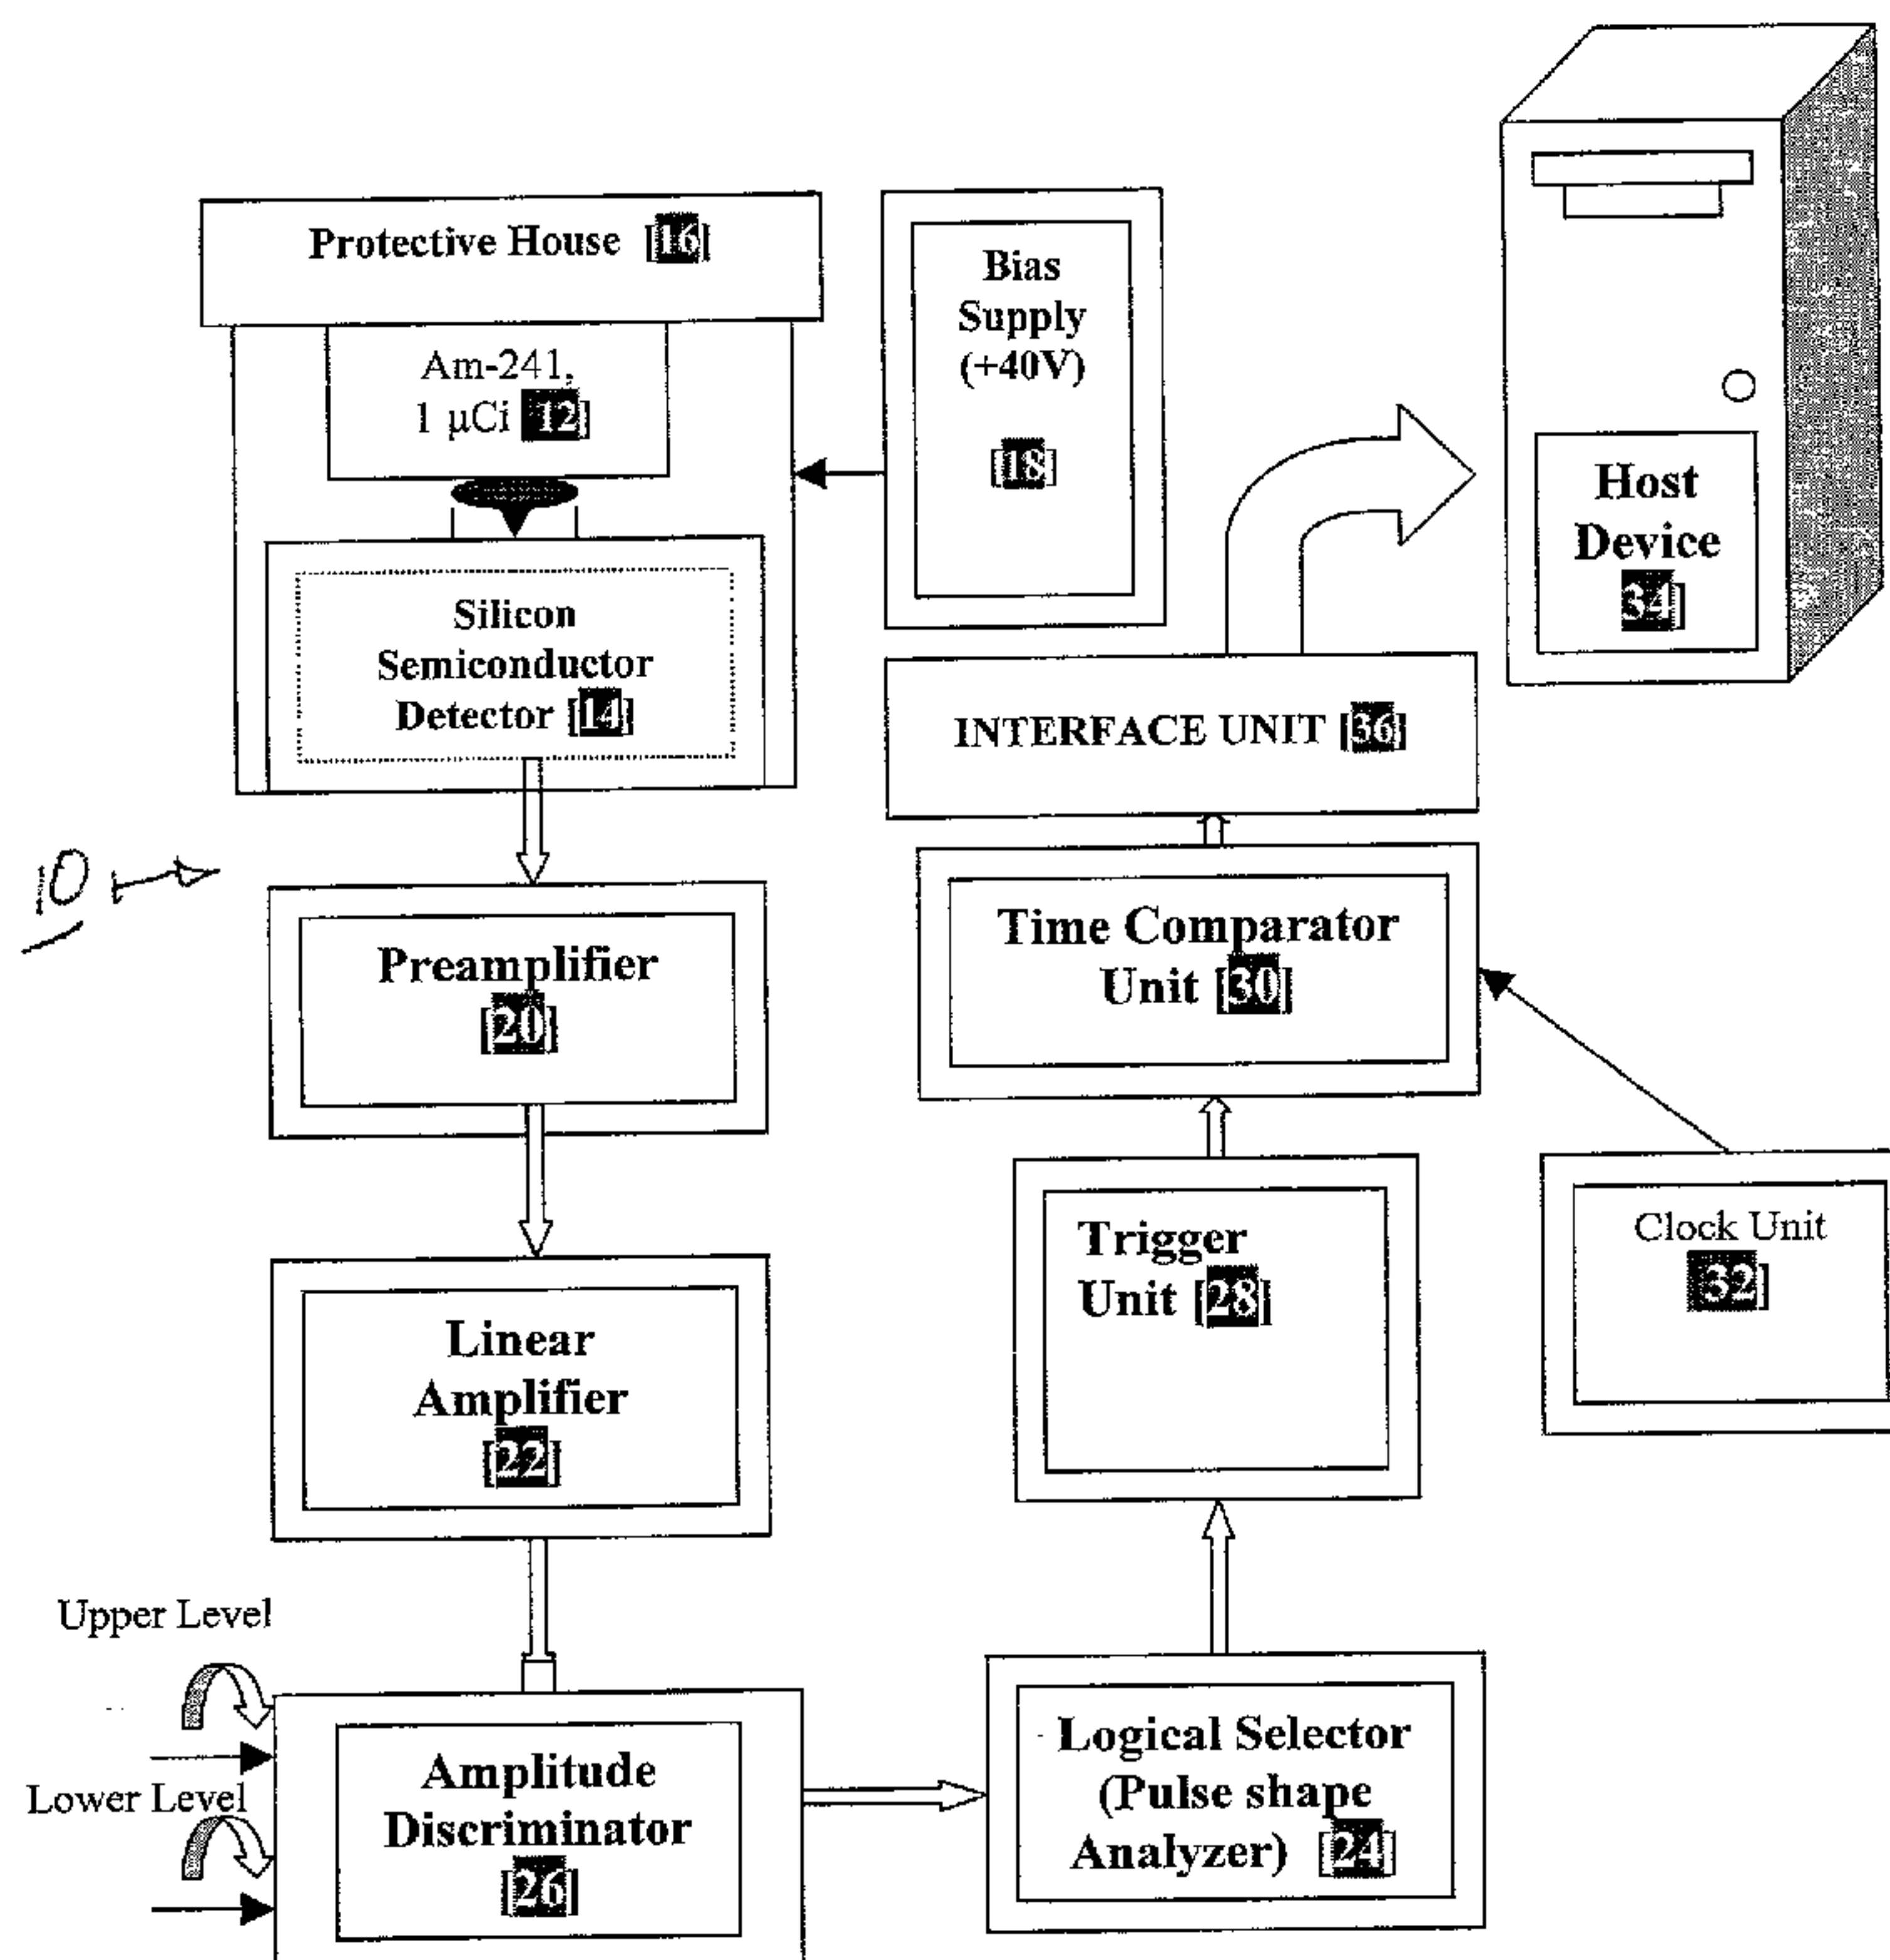 Protective House [16]
Am-241,
1 μCi [12]
Silicon
Semiconductor
Detector [14]
Bias
Supply
(+40V)
[18]
Host
Device
[34]
INTERFACE UNIT [36]
10
Preamplifier
[20]
Time Comparator
Unit [30]
Linear
Amplifier
[22]
Trigger
Unit [28]
Clock Unit
[32]
Upper Level
Lower Level
Amplitude
Discriminator
[26]
Logical Selector
(Pulse shape
Analyzer) [24]